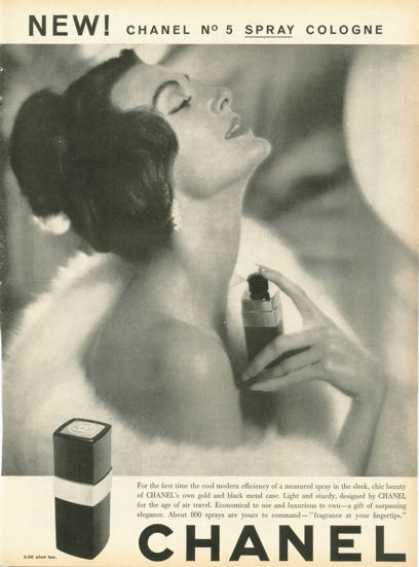 NEW! CHANEL Nº 5 SPRAY COLOGNE
For the first time the cool modern efficiency of a measured spray in the sleek, chic beauty
of CHANEL's own gold and black metal case. Light and sturdy, designed by CHANEL
for the age of air travel. Economical to use and luxurious to own—a gift of surpassing
elegance. About 800 sprays are yours to command—"fragrance at your fingertips."
plus tax.
CHANEL